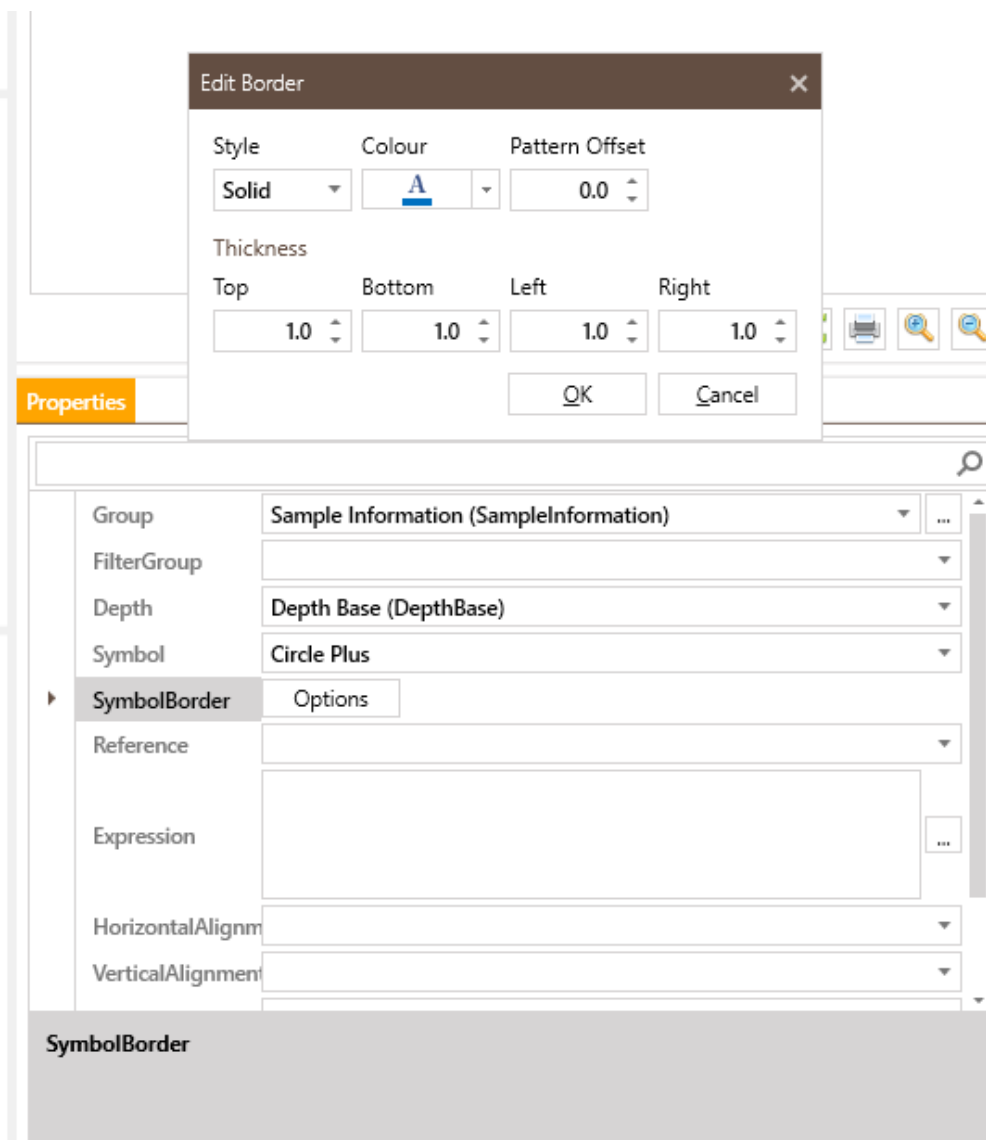 Edit Border
Style Colour Pattern Offset
Solid A 0.0
Thickness
Top Bottom Left Right
1.0 1.0 1.0 1.0
OK Cancel
Properties
Group Sample Information (SampleInformation) ...
FilterGroup
Depth Depth Base (DepthBase)
Symbol Circle Plus
SymbolBorder Options
Reference
Expression ...
HorizontalAlignm
VerticalAlignment
SymbolBorder